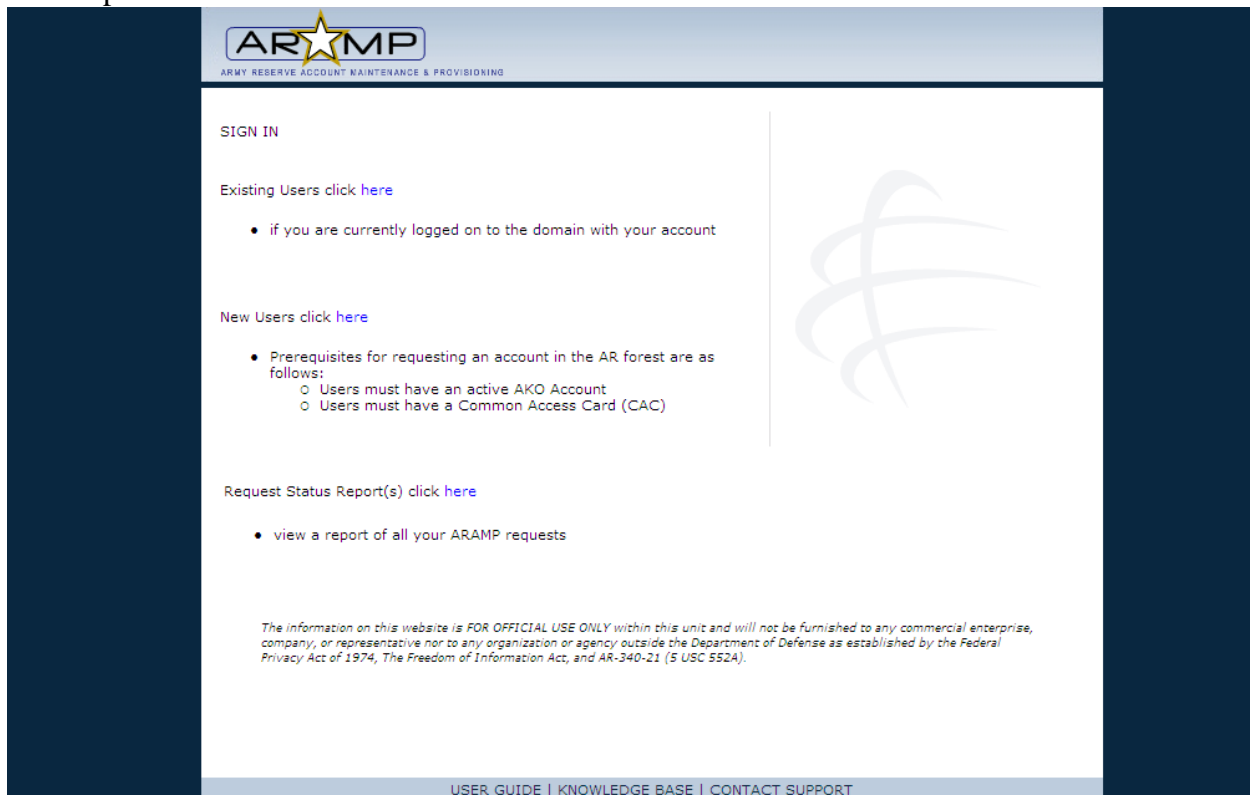 AR MP
ARMY RESERVE ACCOUNT MAINTENANCE & PROVISIONING
SIGN IN
Existing Users click here
• if you are currently logged on to the domain with your account
New Users click here
• Prerequisites for requesting an account in the AR forest are as
follows:
o Users must have an active AKO Account
o Users must have a Common Access Card (CAC)
Request Status Report(s) click here
• view a report of all your ARAMP requests
The information on this website is FOR OFFICIAL USE ONLY within this unit and will not be furnished to any commercial enterprise,
company, or representative nor to any organization or agency outside the Department of Defense as established by the Federal
Privacy Act of 1974, The Freedom of Information Act, and AR-340-21 (5 USC 552A).
USER GUIDE | KNOWLEDGE BASE | CONTACT SUPPORT